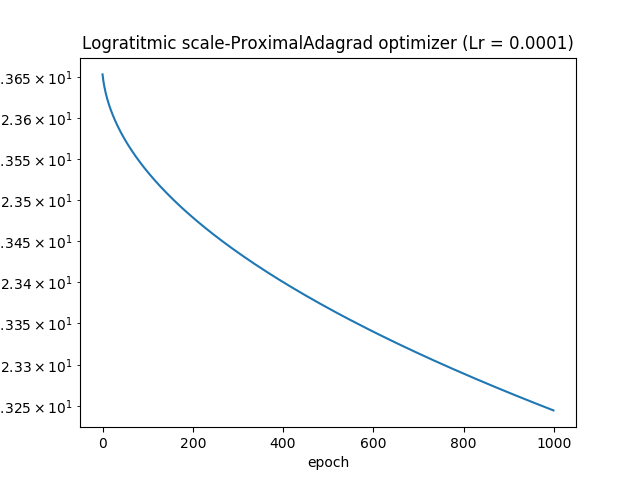 Logratitmic scale-ProximalAdagrad optimizer (Lr = 0.0001)
.365 × 10¹
2.36 × 10¹
.355 × 10¹
2.35 × 10¹
.345 × 10¹
2.34 × 10¹
.335 × 10¹
2.33 × 10¹
.325 × 10¹
0 200 400 600 800 1000
epoch